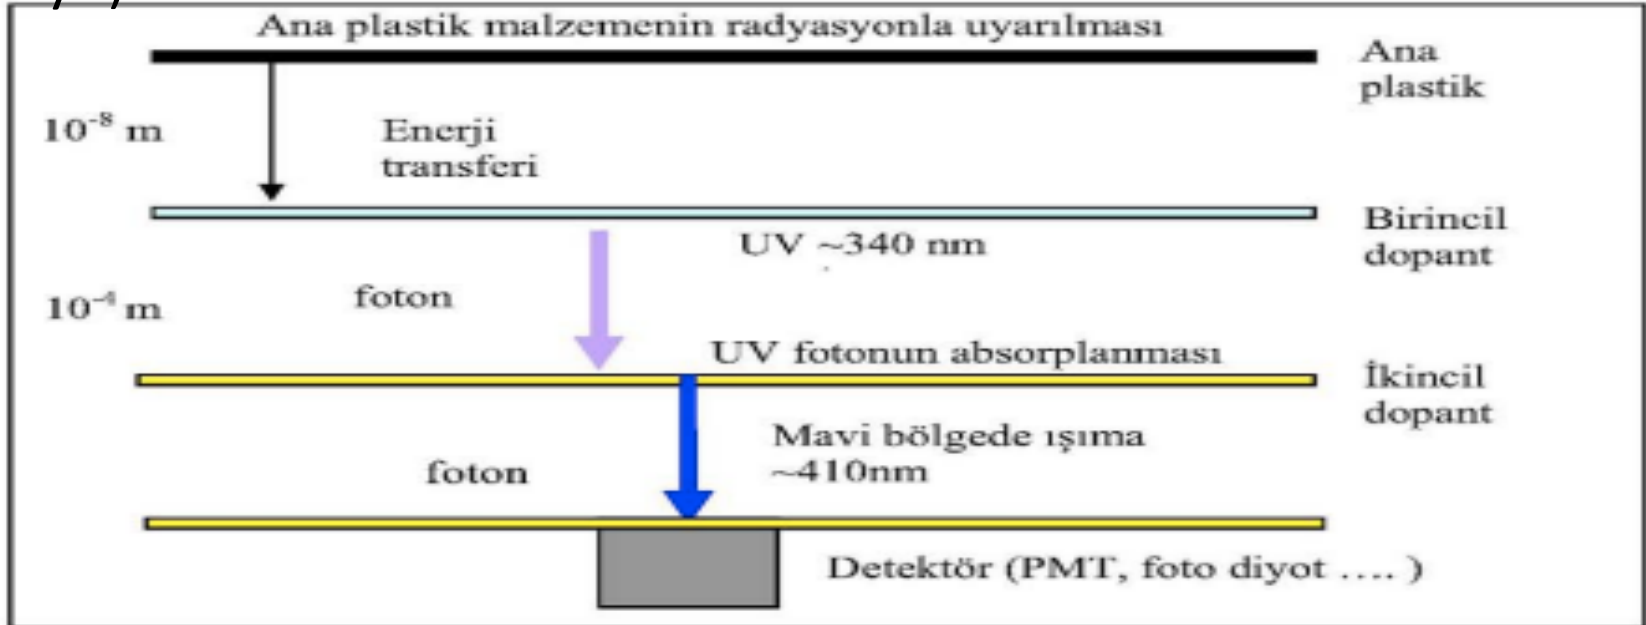 Ana plastik malzemenin radyasyonla uyarılması
Ana
plastik
10⁻⁸ m
Enerji
transferi
Birincil
dopant
UV ~340 nm
10⁻⁴ m
foton
UV fotonun absorplanması
İkincil
dopant
Mavi bölgede ışıma
~410nm
foton
Detektör (PMT, foto diyot .... )